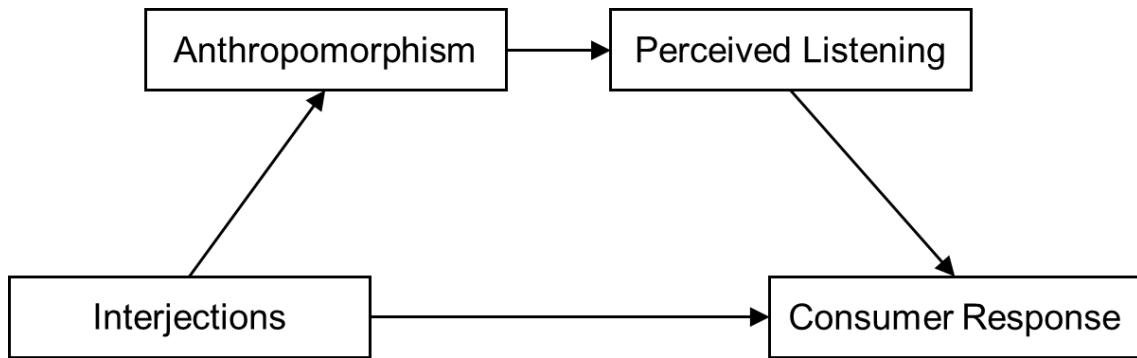 Anthropomorphism
Perceived Listening
Interjections
Consumer Response